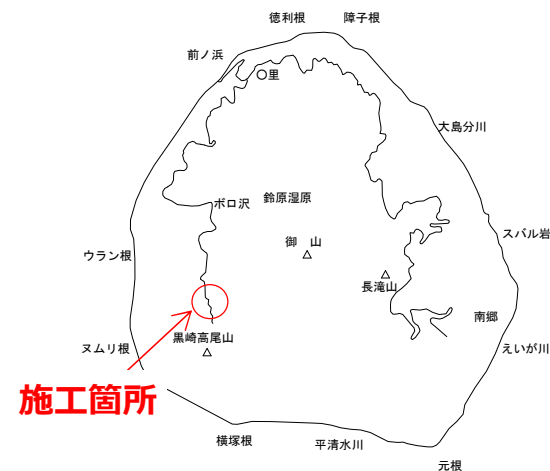 徳利根
障子根
前ノ浜
里
大島分川
ボロ沢
鈴原湿原
スバル岩
御 山
ウラン根
長滝山
南郷
黒崎高尾山
ヌムリ根
えいが川
施工箇所
横塚根
平清水川
元根